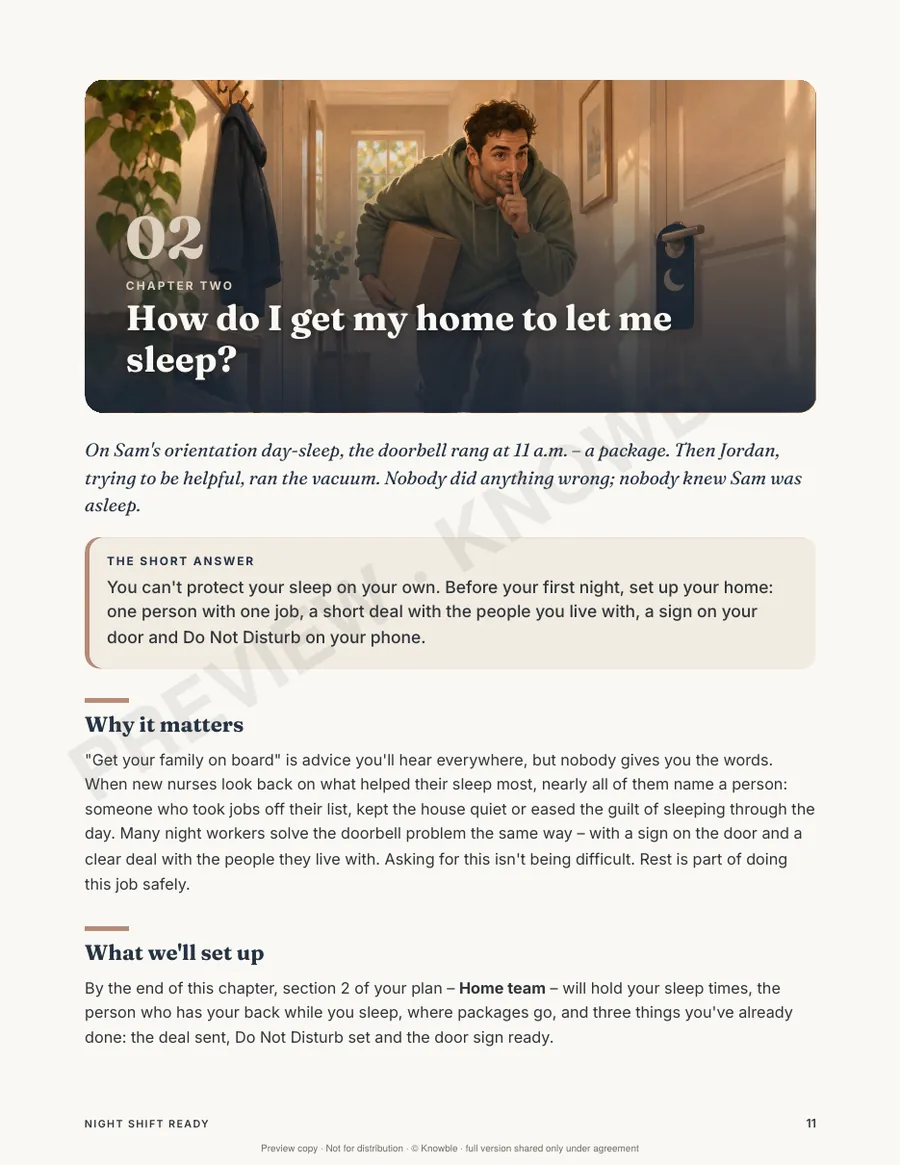 02
CHAPTER TWO
How do I get my home to let me
sleep?
On Sam's orientation day-sleep, the doorbell rang at 11 a.m. – a package. Then Jordan,
trying to be helpful, ran the vacuum. Nobody did anything wrong; nobody knew Sam was
asleep.
THE SHORT ANSWER
You can't protect your sleep on your own. Before your first night, set up your home:
one person with one job, a short deal with the people you live with, a sign on your
door and Do Not Disturb on your phone.
Why it matters
"Get your family on board" is advice you'll hear everywhere, but nobody gives you the words.
When new nurses look back on what helped their sleep most, nearly all of them name a person:
someone who took jobs off their list, kept the house quiet or eased the guilt of sleeping through the
day. Many night workers solve the doorbell problem the same way – with a sign on the door and a
clear deal with the people they live with. Asking for this isn't being difficult. Rest is part of doing
this job safely.
What we'll set up
By the end of this chapter, section 2 of your plan – Home team – will hold your sleep times, the
person who has your back while you sleep, where packages go, and three things you've already
done: the deal sent, Do Not Disturb set and the door sign ready.
NIGHT SHIFT READY
11
Preview copy · Not for distribution · © Knowble · full version shared only under agreement